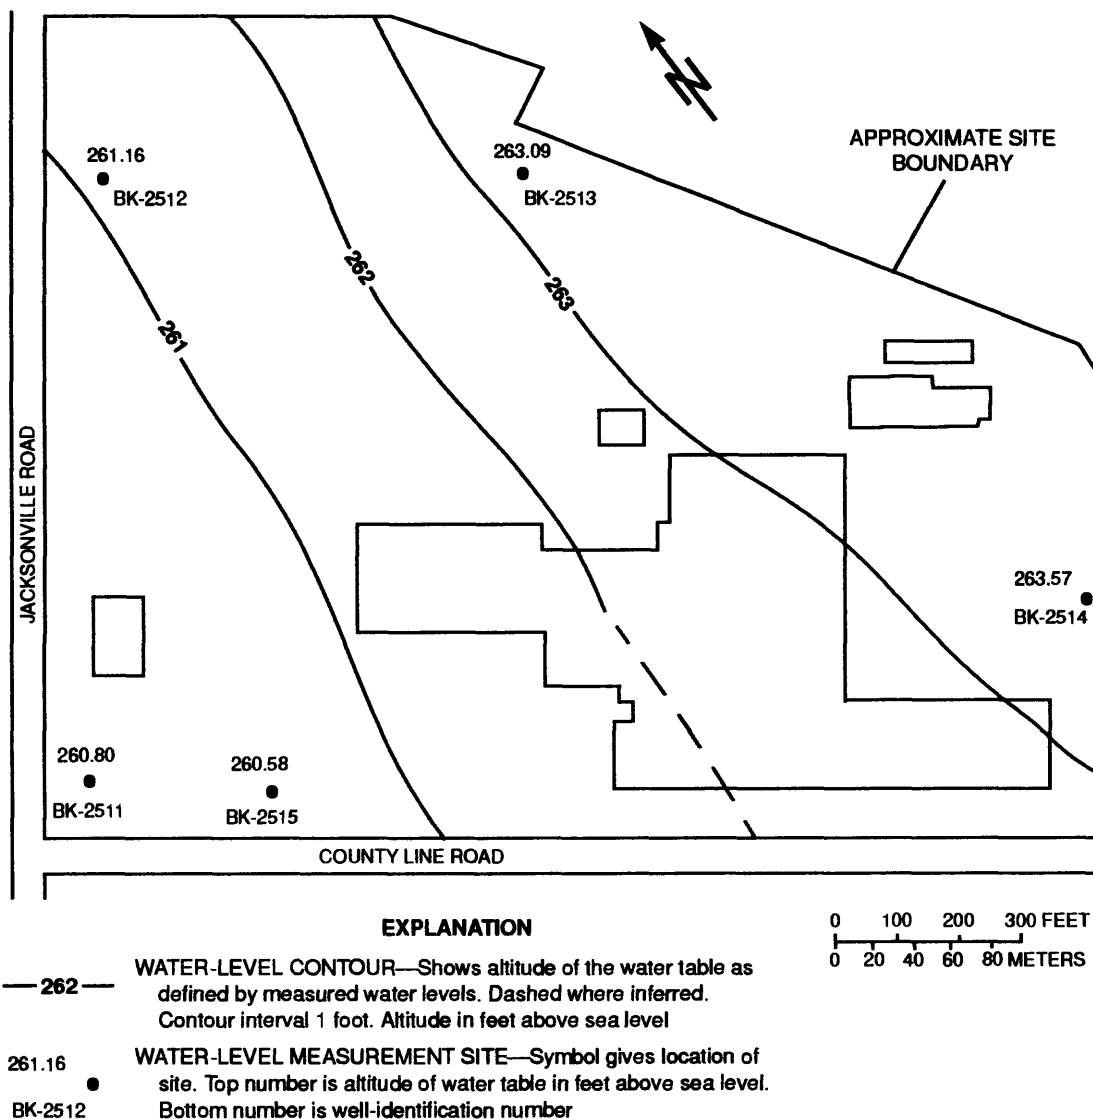 N
APPROXIMATE SITE
BOUNDARY
261.16
BK-2512
263.09
BK-2513
262
263
261
JACKSONVILLE ROAD
263.57
BK-2514
260.80
BK-2511
260.58
BK-2515
COUNTY LINE ROAD
EXPLANATION
0 100 200 300 FEET
0 20 40 60 80 METERS
262
WATER-LEVEL CONTOUR—Shows altitude of the water table as
defined by measured water levels. Dashed where inferred.
Contour interval 1 foot. Altitude in feet above sea level
261.16
BK-2512
WATER-LEVEL MEASUREMENT SITE—Symbol gives location of
site. Top number is altitude of water table in feet above sea level.
Bottom number is well-identification number